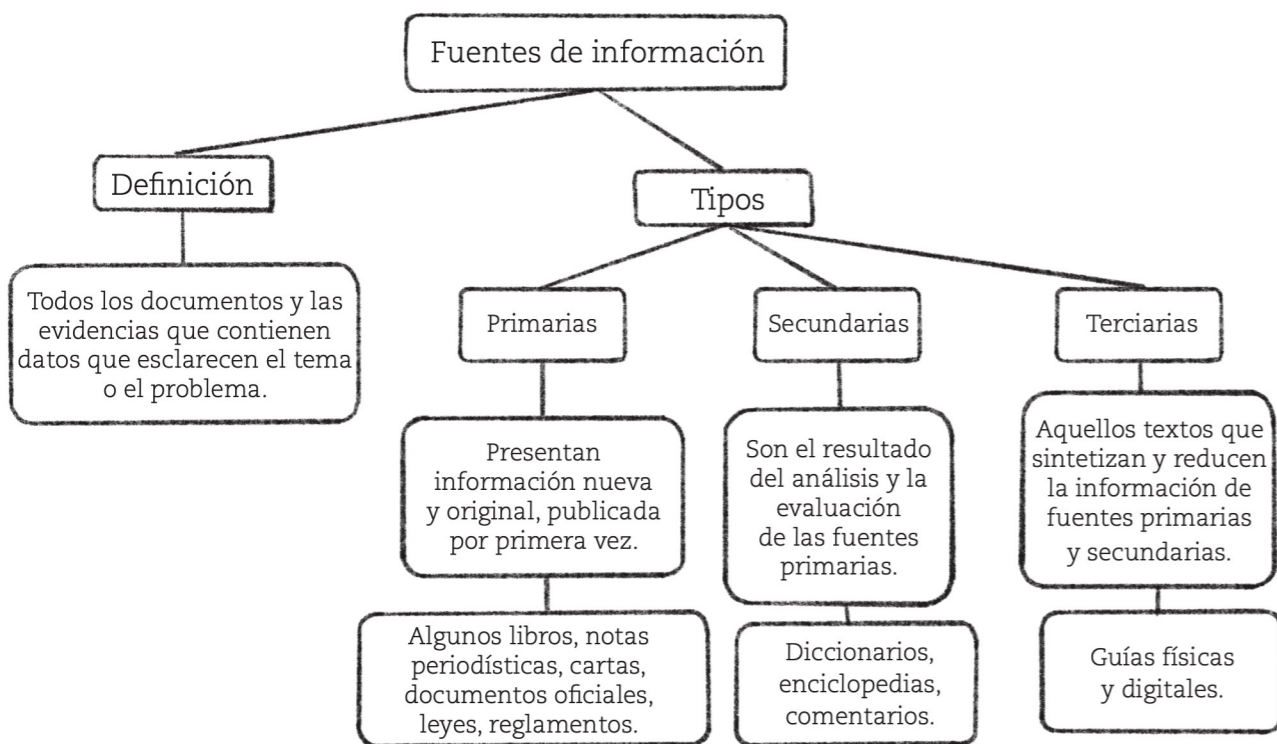 Fuentes de información
Definición
Tipos
Todos los documentos y las
evidencias que contienen
datos que esclarecen el tema
o el problema.
Primarias
Secundarias
Terciarias
Presentan
información nueva
y original, publicada
por primera vez.
Son el resultado
del análisis y la
evaluación
de las fuentes
primarias.
Aquellos textos que
sintetizan y reducen
la información de
fuentes primarias
y secundarias.
Algunos libros, notas
periodísticas, cartas,
documentos oficiales,
leyes, reglamentos.
Diccionarios,
enciclopedias,
comentarios.
Guías físicas
y digitales.